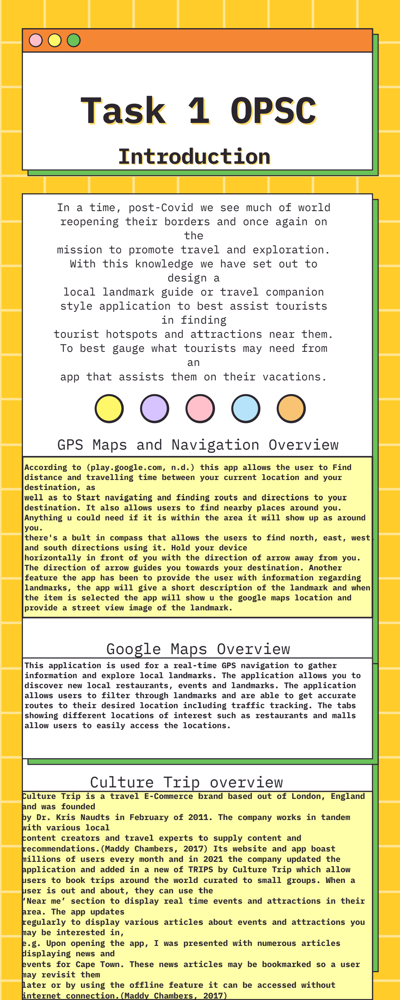 Task 1 OPSC
Introduction
In a time, post-Covid we see much of world
reopening their borders and once again on
the
mission to promote travel and exploration.
With this knowledge we have set out to
design a
local landmark guide or travel companion
style application to best assist tourists
in finding
tourist hotspots and attractions near them.
To best gauge what tourists may need from
an
app that assists them on their vacations.
GPS Maps and Navigation Overview
According to (play.google.com, n.d.) this app allows the user to Find
distance and travelling time between your current location and your
destination, as
well as to Start navigating and finding routs and directions to your
destination. It also allows users to find nearby places around you.
Anything u could need if it is within the area it will show up as around
you.
there's a bult in compass that allows the users to find north, east, west,
and south directions using it. Hold your device
horizontally in front of you with the direction of arrow away from you.
The direction of arrow guides you towards your destination. Another
feature the app has been to provide the user with information regarding
landmarks, the app will give a short description of the landmark and when
the item is selected the app will show u the google maps location and
provide a street view image of the landmark.
Google Maps Overview
This application is used for a real-time GPS navigation to gather
information and explore local landmarks. The application allows you to
discover new local restaurants, events and landmarks. The application
allows users to filter through landmarks and are able to get accurate
routes to their desired location including traffic tracking. The tabs
showing different locations of interest such as restaurants and malls
allow users to easily access the locations.
Culture Trip overview
Culture Trip is a travel E-Commerce brand based out of London, England
and was founded
by Dr. Kris Naudts in February of 2011. The company works in tandem
with various local
content creators and travel experts to supply content and
recommendations.(Maddy Chambers, 2017) Its website and app boast
millions of users every month and in 2021 the company updated the
application and added in a new of TRIPS by Culture Trip which allow
users to book trips around the world curated to small groups. When a
user is out and about, they can use the
‘Near me’ section to display real time events and attractions in their
area. The app updates
regularly to display various articles about events and attractions you
may be interested in,
e.g. Upon opening the app, I was presented with numerous articles
displaying news and
events for Cape Town. These news articles may be bookmarked so a user
may revisit them
later or by using the offline feature it can be accessed without
internet connection.(Maddy Chambers, 2017)